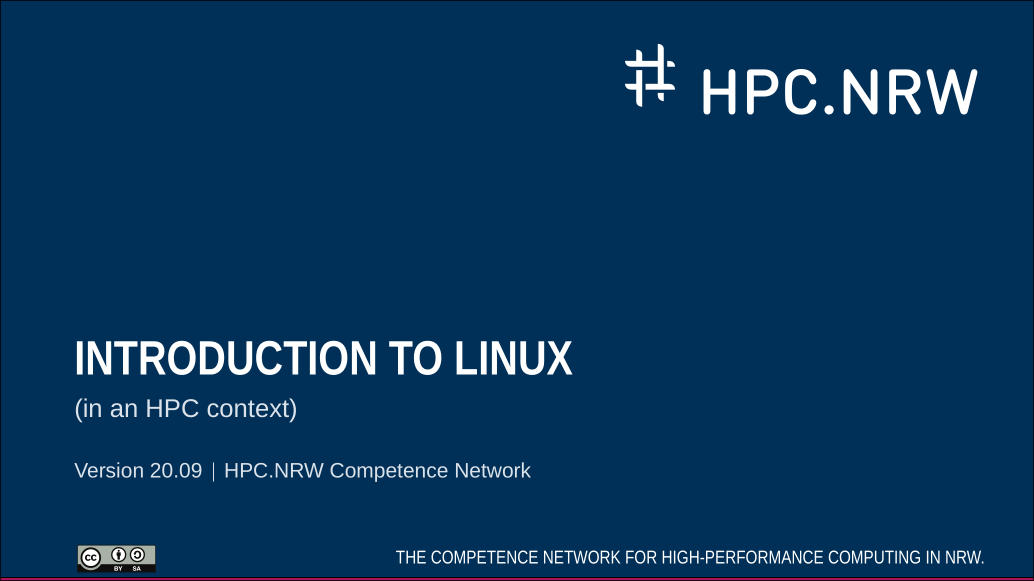 HPC.NRW
INTRODUCTION TO LINUX
(in an HPC context)
Version 20.09 | HPC.NRW Competence Network
cc
BY SA
THE COMPETENCE NETWORK FOR HIGH-PERFORMANCE COMPUTING IN NRW.